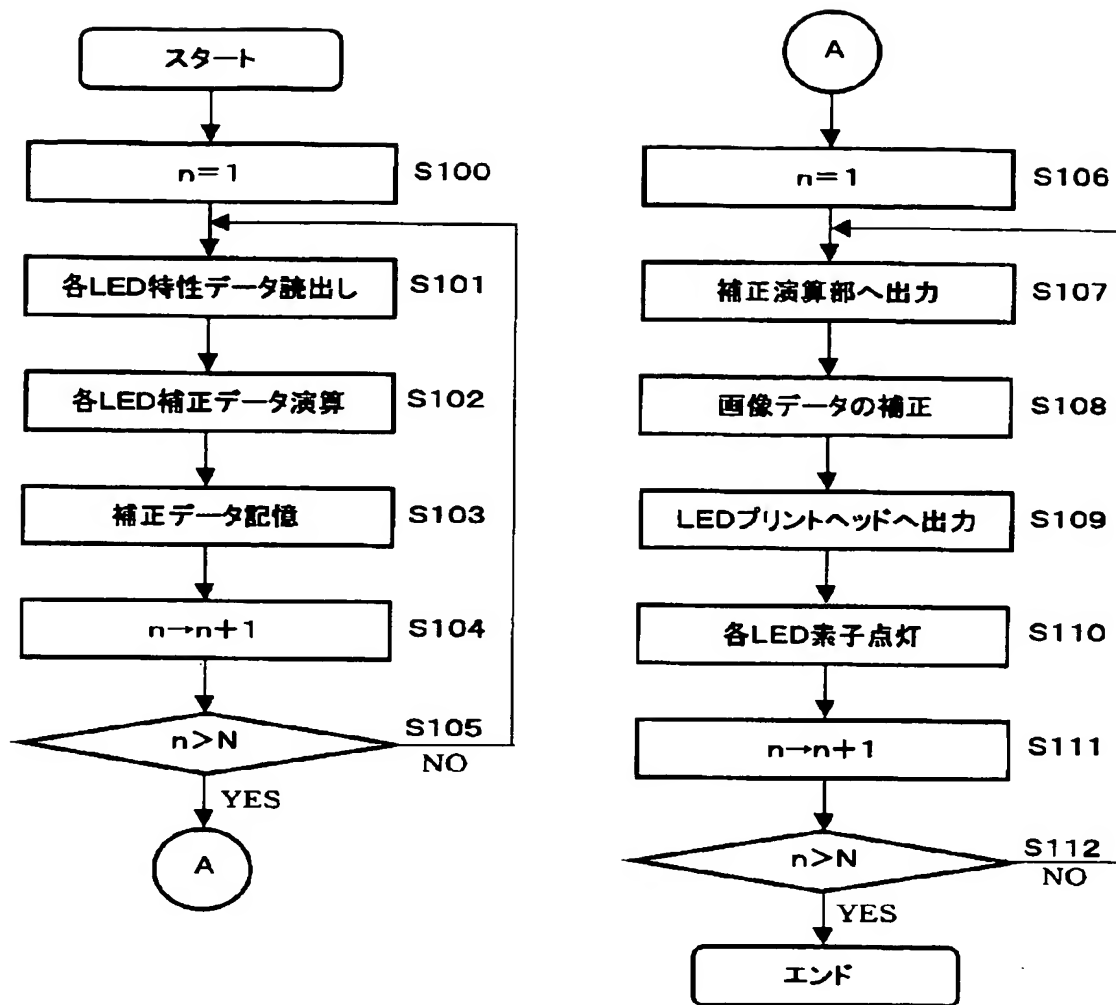 スタート
n=1 S100
各LED特性データ読出し S101
各LED補正データ演算 S102
補正データ記憶 S103
n→n+1 S104
n>N S105
NO
YES
A
A
n=1 S106
補正演算部へ出力 S107
画像データの補正 S108
LEDプリントヘッドへ出力 S109
各LED素子点灯 S110
n→n+1 S111
n>N S112
NO
YES
エンド